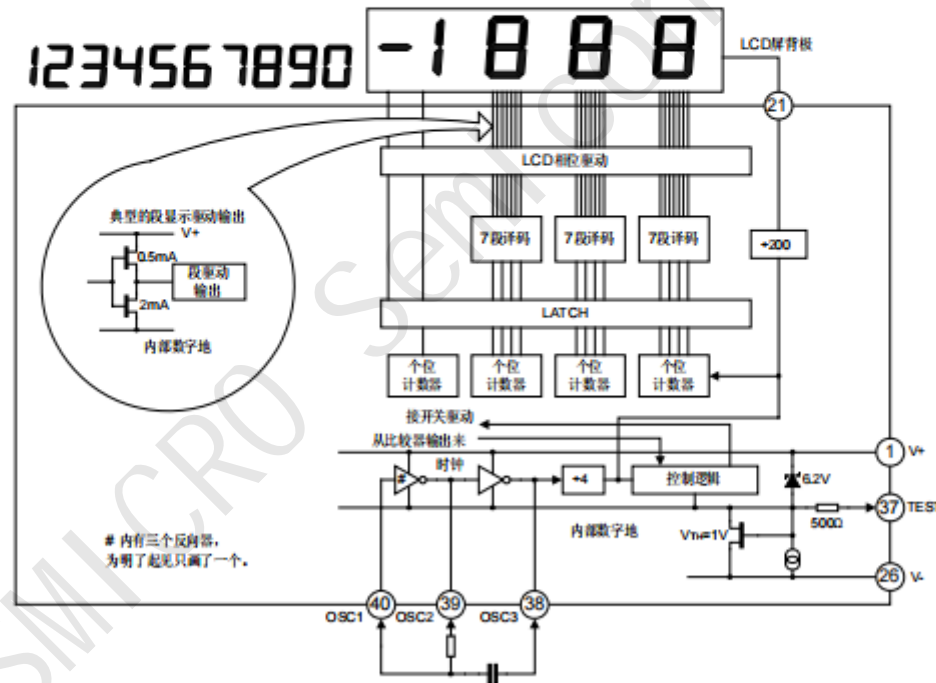 1234567890
-1888
LCD屏背极
21
LCD相位驱动
典型的段显示驱动输出
V+
0.5mA
段驱动
输出
2mA
内部数字地
7段译码
7段译码
7段译码
÷200
LATCH
个位
计数器
个位
计数器
个位
计数器
个位
计数器
接开关驱动
从比较器输出来
时钟
#
÷4
控制逻辑
1
V+
6.2V
37
TEST
500Ω
内部数字地
VTH=1V
26
V-
# 内有三个反向器，
为明了起见只画了一个。
OSC1
40
OSC2
39
OSC3
38
SMICRO Semicon